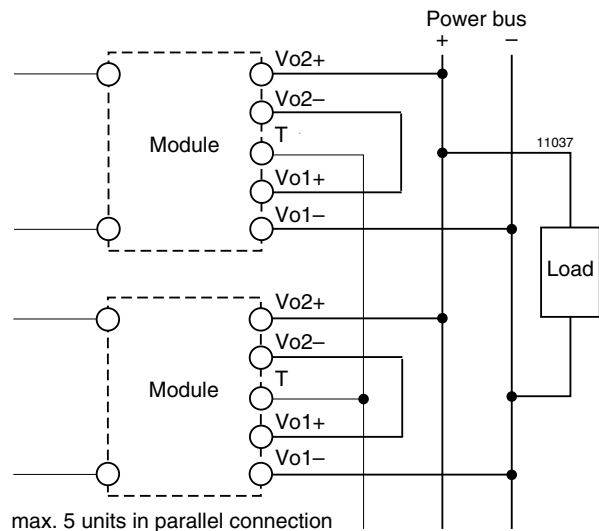 Power bus
+ –
Vo2+
Vo2–
T
Module
11037
Vo1+
Vo1–
Load
Vo2+
Vo2–
T
Module
Vo1+
Vo1–
max. 5 units in parallel connection